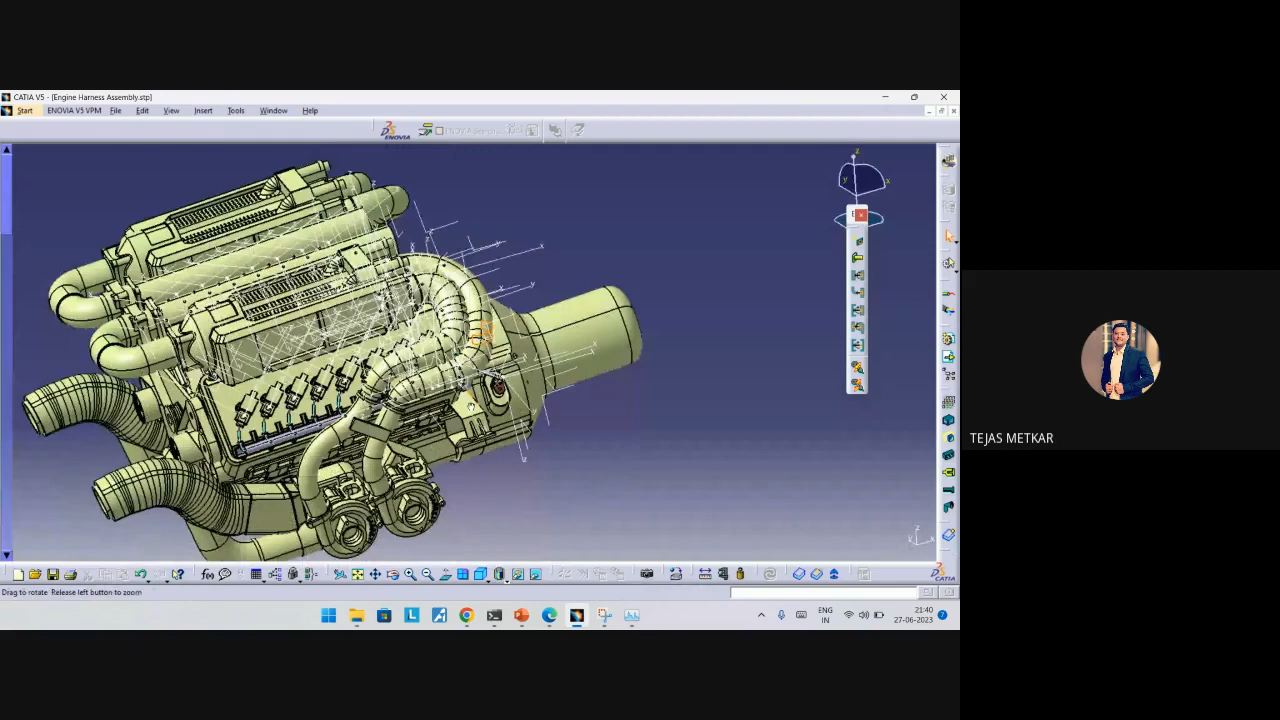 CATIA V5 - [Engine Harness Assembly.stp]
Start ENOVIA V5 VPM File Edit View Insert Tools Window Help
ENOVIA
z
y x
TEJAS METKAR
CATIA
Drag to rotate Release left button to zoom
ENG
IN
21:40
27-06-2023
7